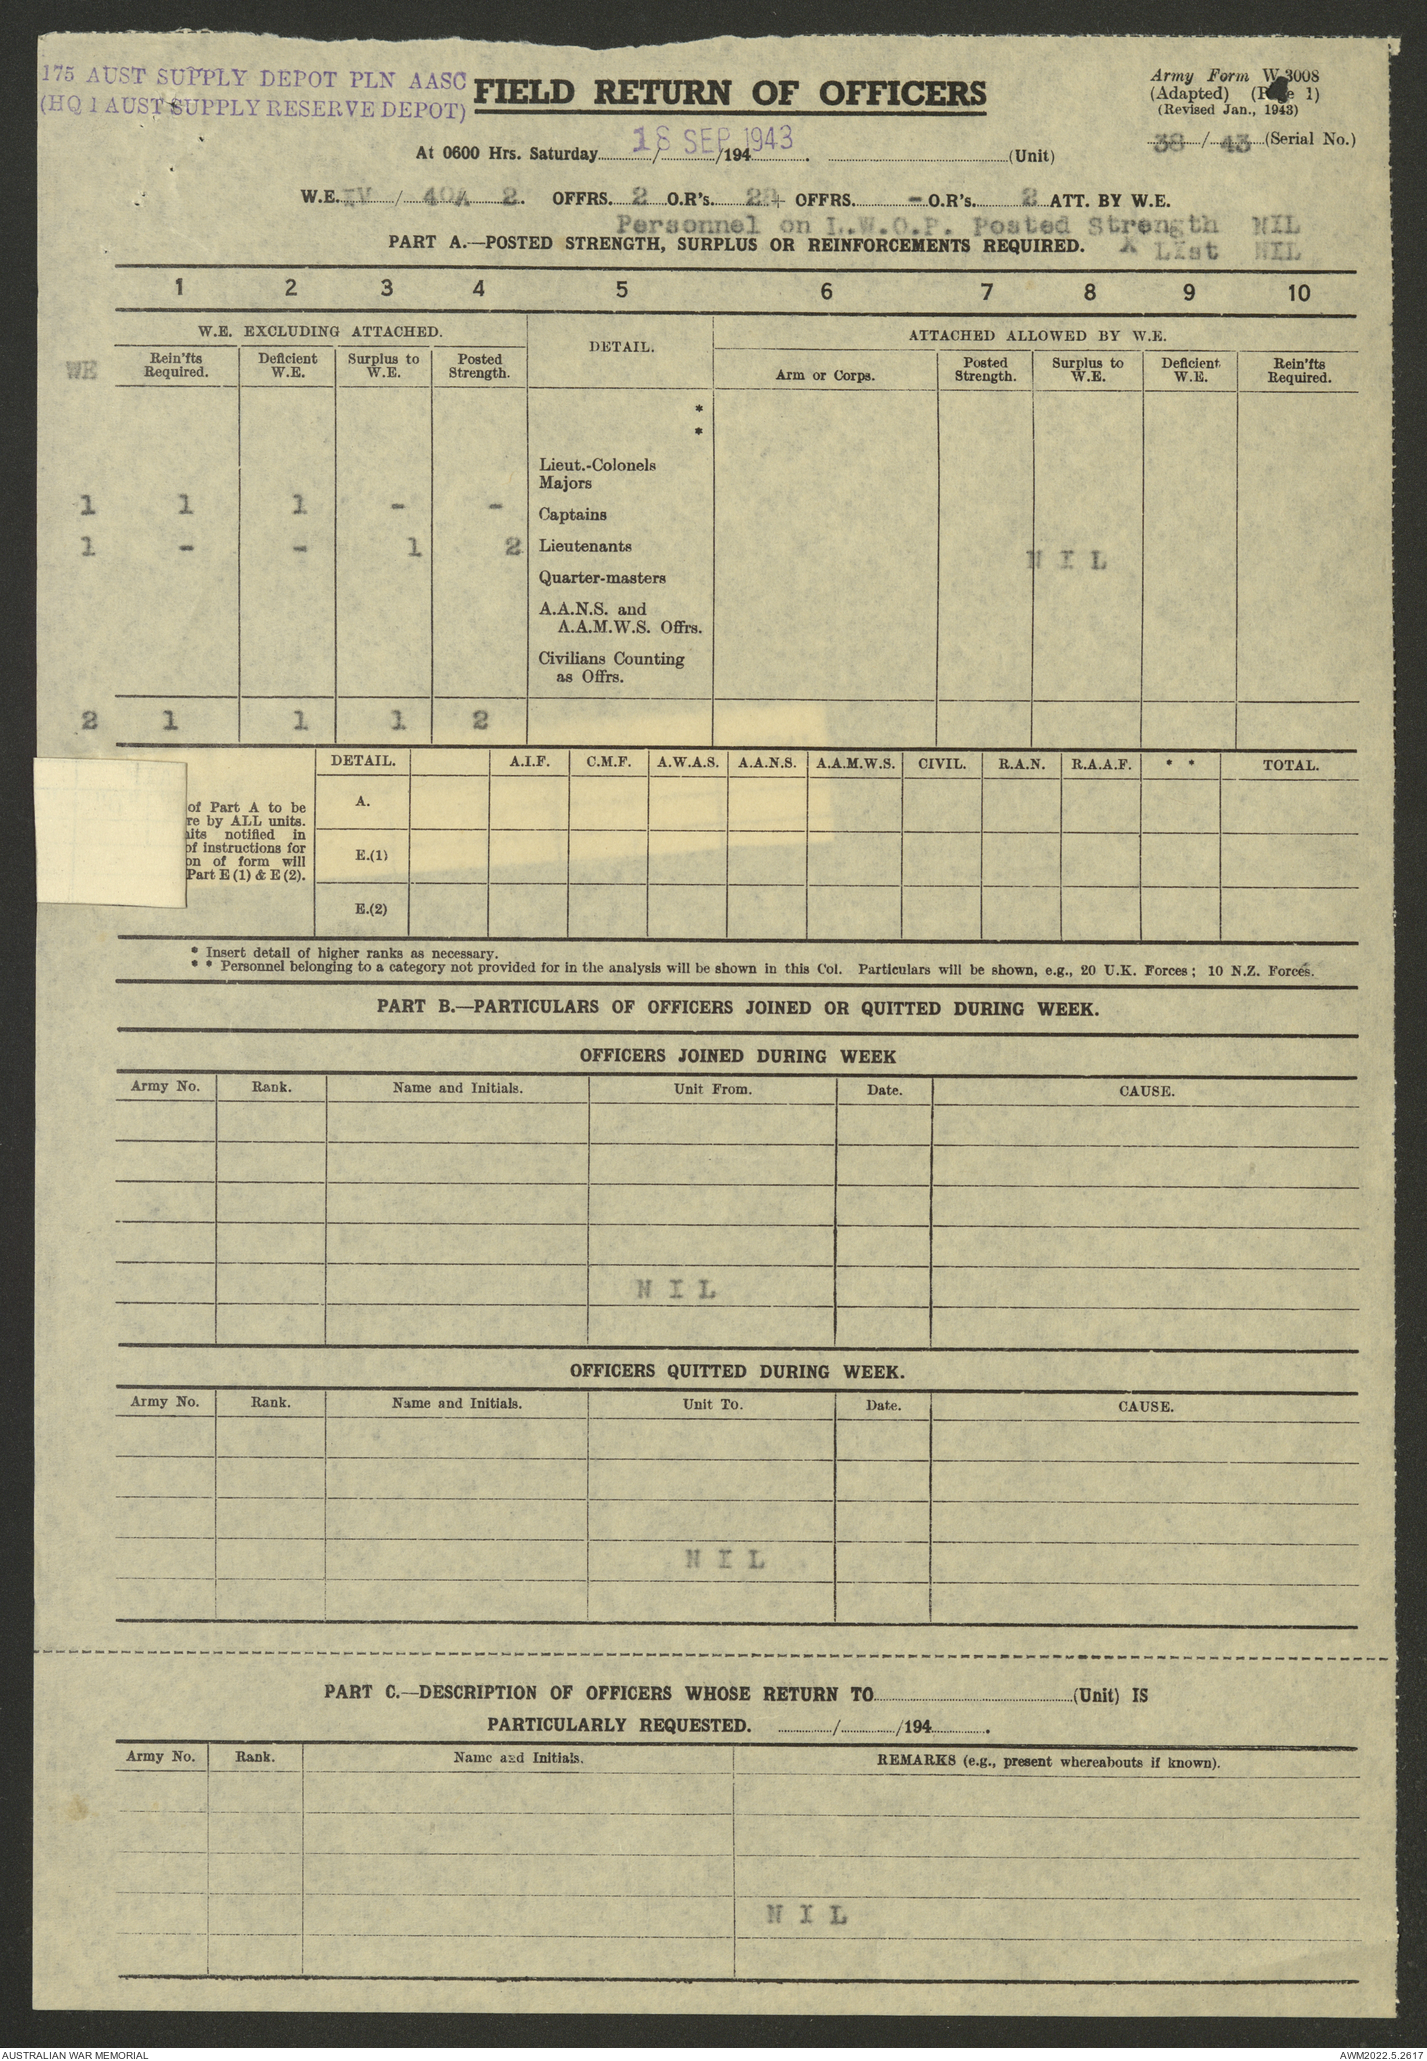 175 AUST SUPPLY DEPOT PLN AASC
(HQ 1 AUST SUPPLY RESERVE DEPOT)
FIELD RETURN OF OFFICERS
Army Form W 3008
(Adapted) (Page 1)
(Revised Jan., 1943)
38 / 43 (Serial No.)
At 0600 Hrs. Saturday 18 SEP 1943 / /194 . (Unit)
W.E. IV / 40A 2. OFFRS. 2 O.R's. + OFFRS. - O.R's. 2 ATT. BY W.E.
Personnel on L.W.O.P. Posted Strength NIL
PART A.—POSTED STRENGTH, SURPLUS OR REINFORCEMENTS REQUIRED. X List NIL
1 2 3 4 5 6 7 8 9 10
W.E. EXCLUDING ATTACHED. DETAIL. ATTACHED ALLOWED BY W.E.
WE Rein'fts Required. Deficient W.E. Surplus to W.E. Posted Strength. Arm or Corps. Posted Strength. Surplus to W.E. Deficient W.E. Rein'fts Required.
*
*
Lieut.-Colonels
Majors
1 1 1 - - Captains
1 - - 1 2 Lieutenants
N I L
Quarter-masters
A.A.N.S. and
A.A.M.W.S. Offrs.
Civilians Counting
as Offrs.
2 1 1 1 2
DETAIL. A.I.F. C.M.F. A.W.A.S. A.A.N.S. A.A.M.W.S. CIVIL. R.A.N. R.A.A.F. * * TOTAL.
A.
of Part A to be
re by ALL units.
its notified in
of instructions for
on of form will
Part E (1) & E (2).
E.(1)
E.(2)
* Insert detail of higher ranks as necessary.
* * Personnel belonging to a category not provided for in the analysis will be shown in this Col. Particulars will be shown, e.g., 20 U.K. Forces; 10 N.Z. Forces.
PART B.—PARTICULARS OF OFFICERS JOINED OR QUITTED DURING WEEK.
OFFICERS JOINED DURING WEEK
Army No. Rank. Name and Initials. Unit From. Date. CAUSE.
N I L
OFFICERS QUITTED DURING WEEK.
Army No. Rank. Name and Initials. Unit To. Date. CAUSE.
N I L
PART C.—DESCRIPTION OF OFFICERS WHOSE RETURN TO (Unit) IS
PARTICULARLY REQUESTED. / /194 .
Army No. Rank. Name and Initials. REMARKS (e.g., present whereabouts if known).
N I L
AUSTRALIAN WAR MEMORIAL
AWM2022.5.2617